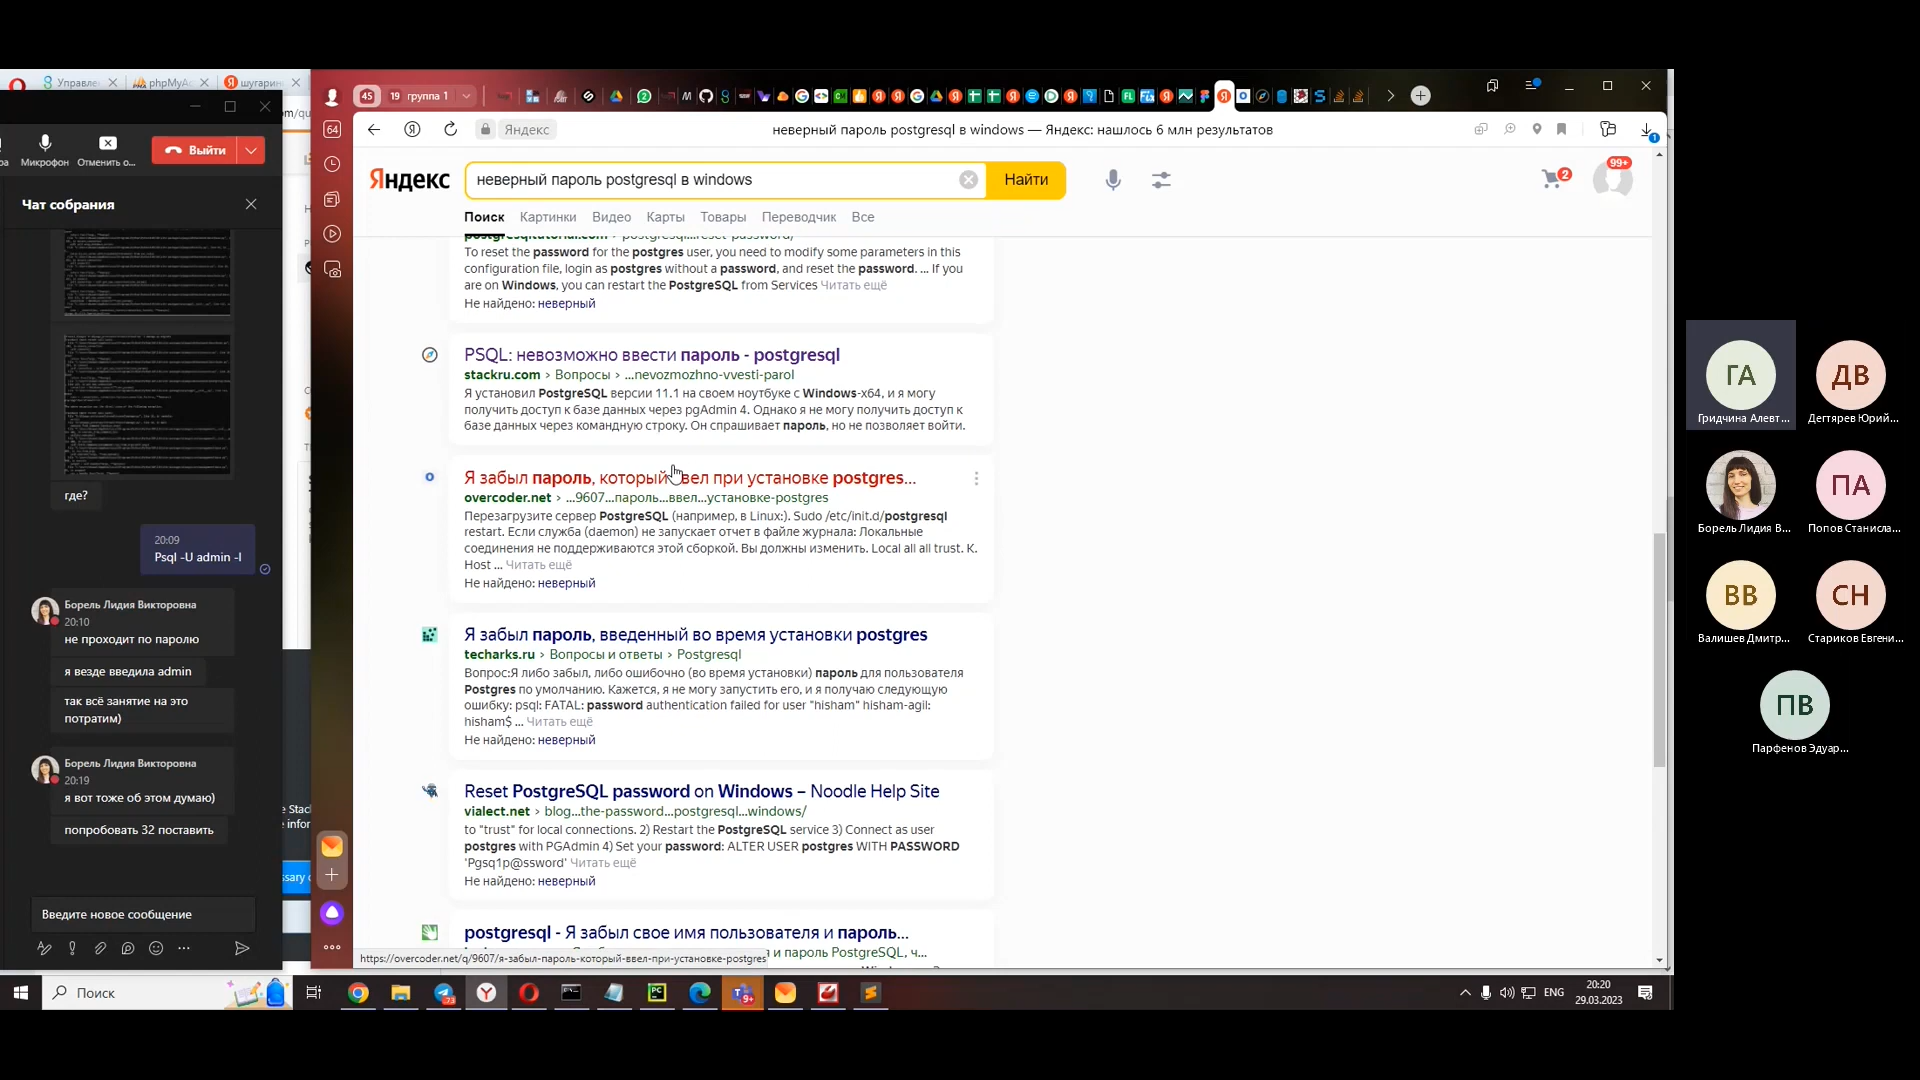 Управле
phpMyA
шугарин
45
19 группа 1
Микрофон
Отменить о...
Выйти
Чат собрания
где?
20:09
Psql -U admin -l
Борель Лидия Викторовна
20:10
не проходит по паролю
я везде вводила admin
так всё занятие на это
потратим)
Борель Лидия Викторовна
20:19
я вот тоже об этом думаю)
попробовать 32 поставить
Введите новое сообщение
64
Яндекс
неверный пароль postgresql в windows — Яндекс: нашлось 6 млн результатов
1
Яндекс
неверный пароль postgresql в windows
Найти
2
99+
Поиск
Картинки
Видео
Карты
Товары
Переводчик
Все
To reset the password for the postgres user, you need to modify some parameters in this
configuration file, login as postgres without a password, and reset the password. ... If you
are on Windows, you can restart the PostgreSQL from Services Читать ещё
Не найдено: неверный
PSQL: невозможно ввести пароль - postgresql
stackru.com › Вопросы › ...nevozmozhno-vvesti-parol
Я установил PostgreSQL версии 11.1 на своем ноутбуке с Windows-x64, и я могу
получить доступ к базе данных через pgAdmin 4. Однако я не могу получить доступ к
базе данных через командную строку. Он спрашивает пароль, но не позволяет войти.
Я забыл пароль, который ввел при установке postgres...
overcoder.net › ...9607...пароль...ввел...установке-postgres
Перезагрузите сервер PostgreSQL (например, в Linux:). Sudo /etc/init.d/postgresql
restart. Если служба (daemon) не запускает отчет в файле журнала: Локальные
соединения не поддерживаются этой сборкой. Вы должны изменить. Local all all trust. К.
Host ... Читать ещё
Не найдено: неверный
Я забыл пароль, введенный во время установки postgres
techarks.ru › Вопросы и ответы › Postgresql
Вопрос:Я либо забыл, либо ошибочно (во время установки) пароль для пользователя
Postgres по умолчанию. Кажется, я не могу запустить его, и я получаю следующую
ошибку: psql: FATAL: password authentication failed for user "hisham" hisham-agil:
hisham$ ... Читать ещё
Не найдено: неверный
Reset PostgreSQL password on Windows – Noodle Help Site
vialect.net › blog...the-password...postgresql...windows/
to "trust" for local connections. 2) Restart the PostgreSQL service 3) Connect as user
postgres with PGAdmin 4) Set your password: ALTER USER postgres WITH PASSWORD
'Pgsq1p@ssword' Читать ещё
Не найдено: неверный
postgresql - Я забыл свое имя пользователя и пароль...
я и пароль PostgreSQL, ч...
https://overcoder.net/q/9607/я-забыл-пароль-который-ввел-при-установке-postgres
ГА
Гридчина Алевт...
ДВ
Дегтярев Юрий...
Борель Лидия В...
ПА
Попов Станисла...
ВВ
Валишев Дмитр...
СН
Стариков Евгени...
ПВ
Парфенов Эдуар...
Поиск
73
9+
ENG
20:20
29.03.2023